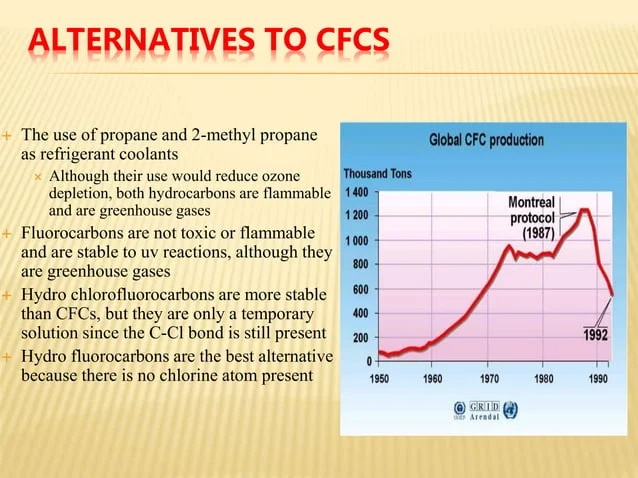 ALTERNATIVES TO CFCS
The use of propane and 2-methyl propane
as refrigerant coolants
Although their use would reduce ozone
depletion, both hydrocarbons are flammable
and are greenhouse gases
Fluorocarbons are not toxic or flammable
and are stable to uv reactions, although they
are greenhouse gases
Hydro chlorofluorocarbons are more stable
than CFCs, but they are only a temporary
solution since the C-Cl bond is still present
Hydro fluorocarbons are the best alternative
because there is no chlorine atom present
Global CFC production
Thousand Tons
1 400
1 200
1 000
800
600
400
200
0
Montreal
protocol
(1987)
1992
1950 1960 1970 1980 1990
G R I D
Arendal
UNEP